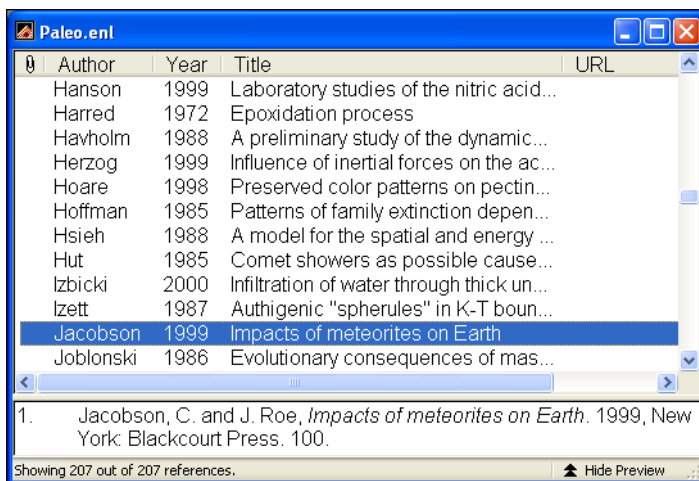 Paleo.enl
Author Year Title URL
Hanson 1999 Laboratory studies of the nitric acid...
Harred 1972 Epoxidation process
Havholm 1988 A preliminary study of the dynamic...
Herzog 1999 Influence of inertial forces on the ac...
Hoare 1998 Preserved color patterns on pectin...
Hoffman 1985 Patterns of family extinction depen...
Hsieh 1988 A model for the spatial and energy ...
Hut 1985 Comet showers as possible cause...
Izbicki 2000 Infiltration of water through thick un...
Izett 1987 Authigenic "spherules" in K-T boun...
Jacobson 1999 Impacts of meteorites on Earth
Joblonski 1986 Evolutionary consequences of mas...
1. Jacobson, C. and J. Roe, Impacts of meteorites on Earth. 1999, New
York: Blackcourt Press. 100.
Showing 207 out of 207 references. Hide Preview